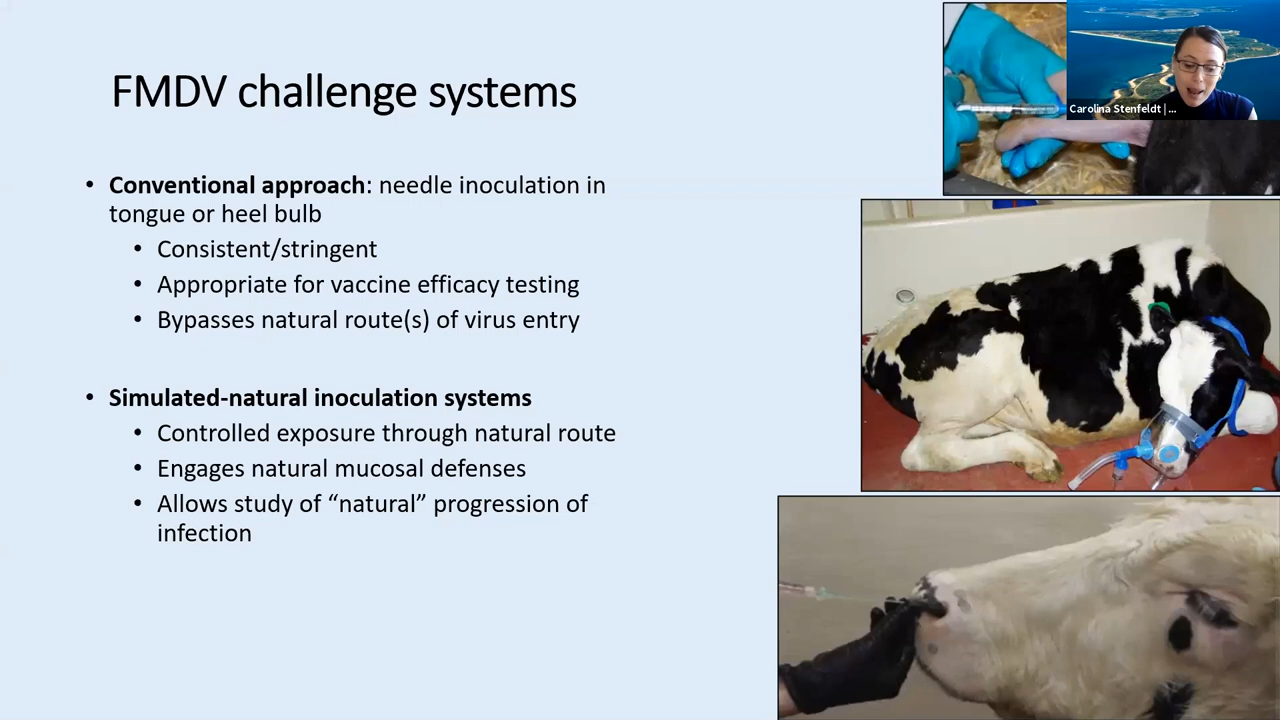 FMDV challenge systems
Carolina Stenfeldt | ...
• Conventional approach: needle inoculation in
tongue or heel bulb
• Consistent/stringent
• Appropriate for vaccine efficacy testing
• Bypasses natural route(s) of virus entry
• Simulated-natural inoculation systems
• Controlled exposure through natural route
• Engages natural mucosal defenses
• Allows study of “natural” progression of
infection